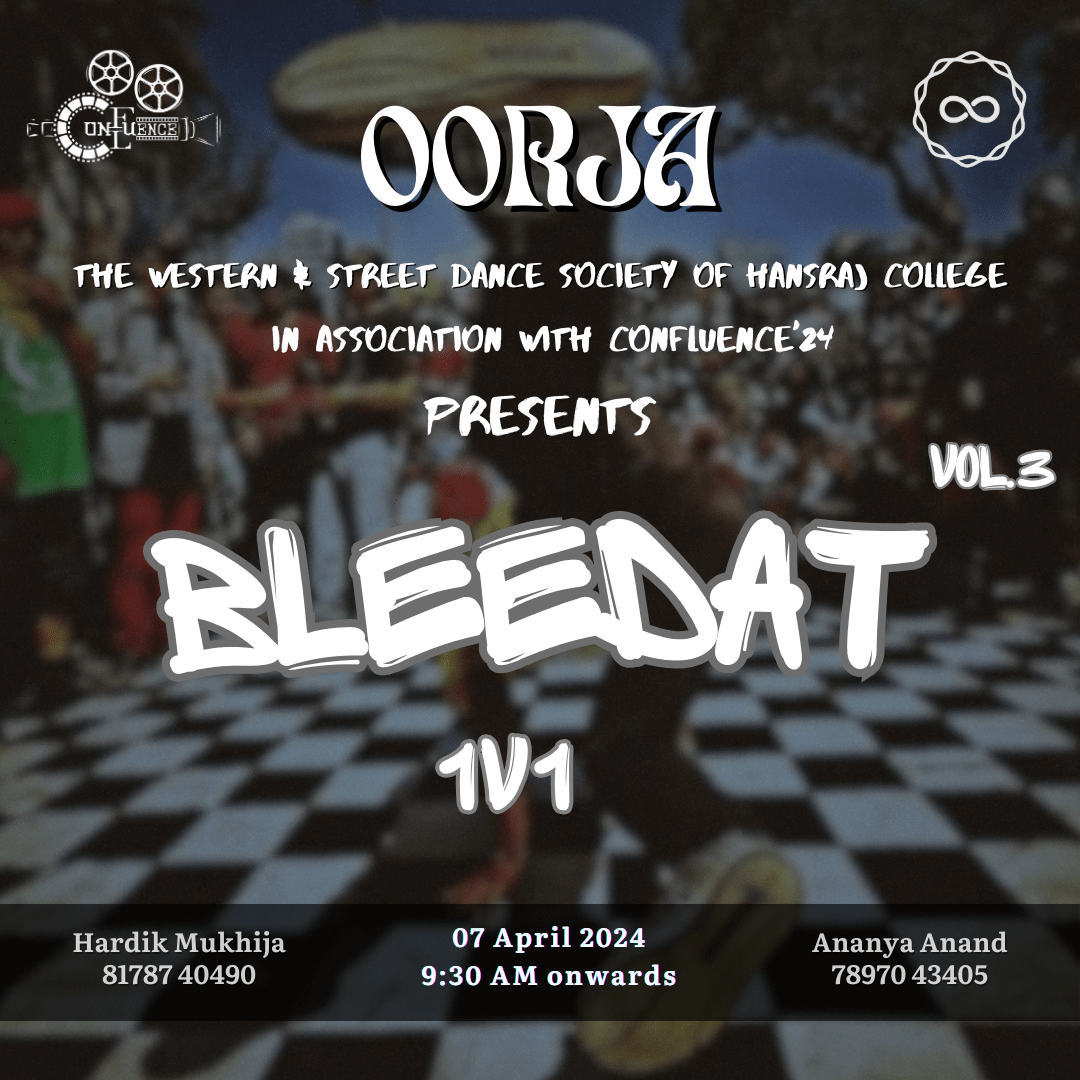 CONFLUENCE
OORJA
THE WESTERN & STREET DANCE SOCIETY OF HANSRAJ COLLEGE
IN ASSOCIATION WITH CONFLUENCE'24
PRESENTS
VOL.3
BLEEDAT
1V1
Hardik Mukhija
81787 40490
07 April 2024
9:30 AM onwards
Ananya Anand
78970 43405